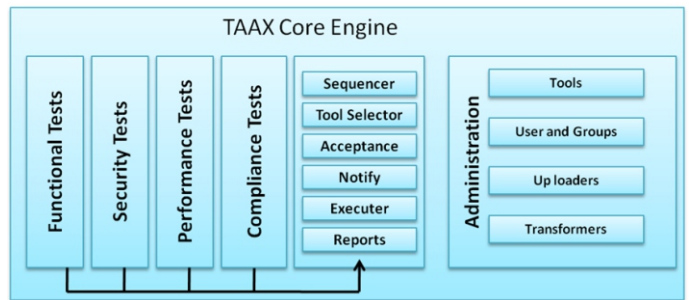 TAAX Core Engine
Functional Tests
Security Tests
Performance Tests
Compliance Tests
Sequencer
Tool Selector
Acceptance
Notify
Executer
Reports
Administration
Tools
User and Groups
Up loaders
Transformers